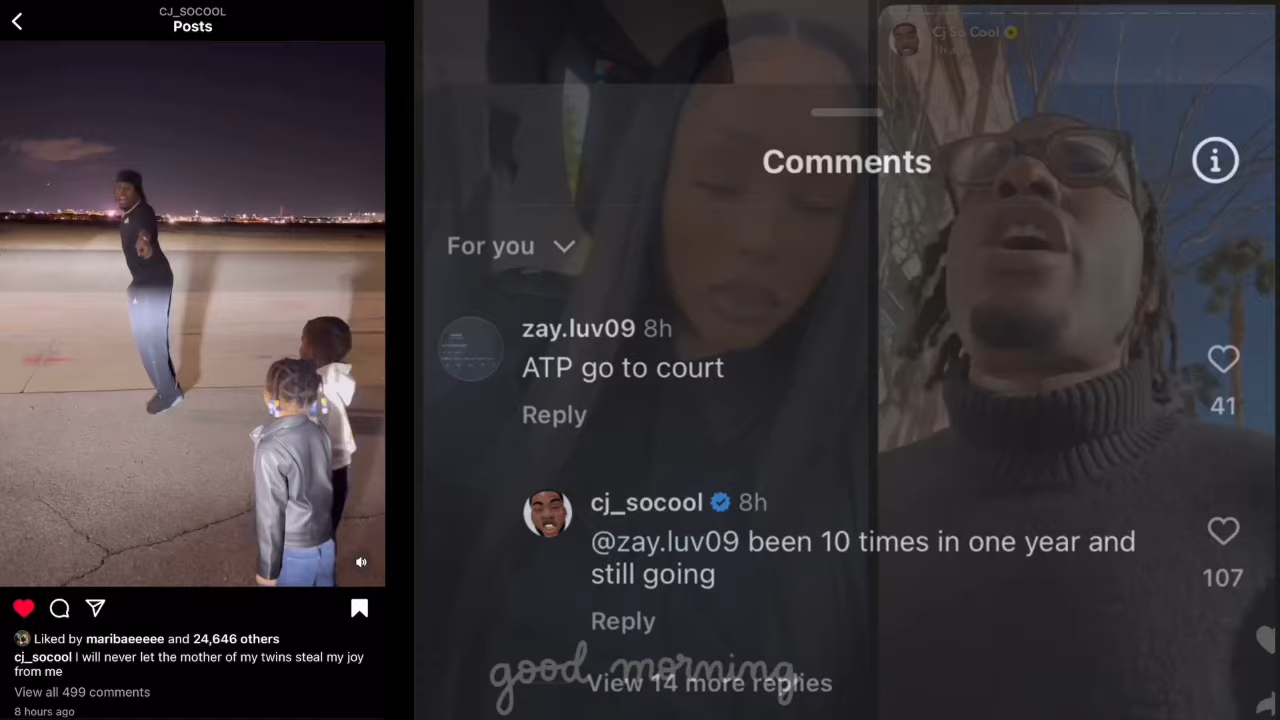 CJ_SOCOOL
Posts
Liked by maribaeeeee and 24,646 others
cj_socool I will never let the mother of my twins steal my joy
from me
View all 499 comments
8 hours ago
Cj So Cool
Comments
For you
zay.luv09 8h
ATP go to court
Reply
41
cj_socool 8h
@zay.luv09 been 10 times in one year and
still going
107
Reply
good morning
View 14 more replies